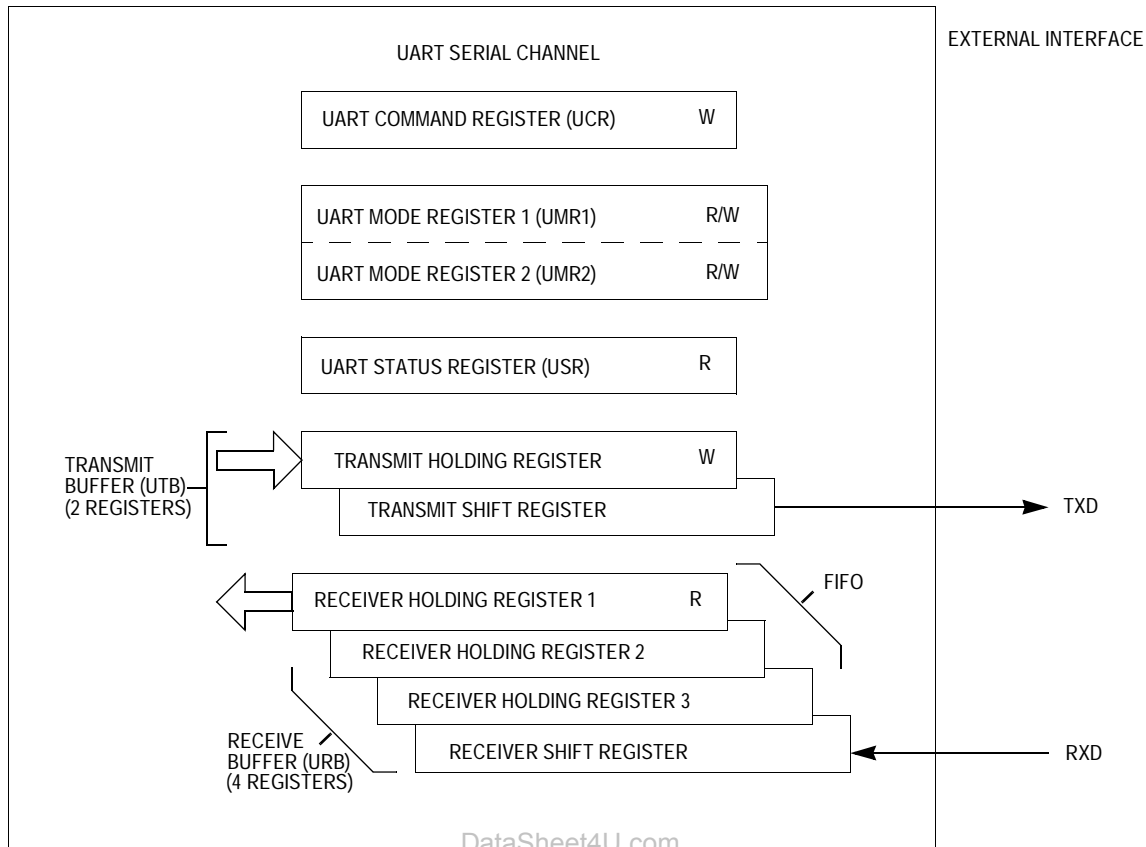 EXTERNAL INTERFACE
UART SERIAL CHANNEL
UART COMMAND REGISTER (UCR) W
UART MODE REGISTER 1 (UMR1) R/W
UART MODE REGISTER 2 (UMR2) R/W
UART STATUS REGISTER (USR) R
TRANSMIT
BUFFER (UTB)
(2 REGISTERS)
TRANSMIT HOLDING REGISTER W
TRANSMIT SHIFT REGISTER
TXD
RECEIVER HOLDING REGISTER 1 R
FIFO
RECEIVER HOLDING REGISTER 2
RECEIVER HOLDING REGISTER 3
RECEIVER SHIFT REGISTER
RECEIVE
BUFFER (URB)
(4 REGISTERS)
RXD
DataSheet4U.com